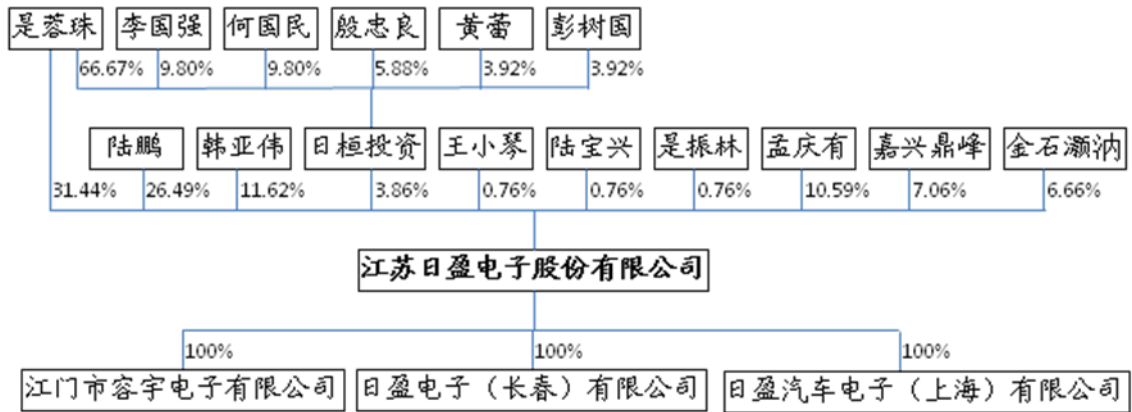 是蓉珠 李国强 何国民 殷忠良 黄蕾 彭树国
66.67% 9.80% 9.80% 5.88% 3.92% 3.92%
陆鹏 韩亚伟 日桓投资 王小琴 陆宝兴 是振林 孟庆有 嘉兴鼎峰 金石灏汭
31.44% 26.49% 11.62% 3.86% 0.76% 0.76% 0.76% 10.59% 7.06% 6.66%
江苏日盈电子股份有限公司
100% 100% 100%
江门市容宇电子有限公司 日盈电子（长春）有限公司 日盈汽车电子（上海）有限公司